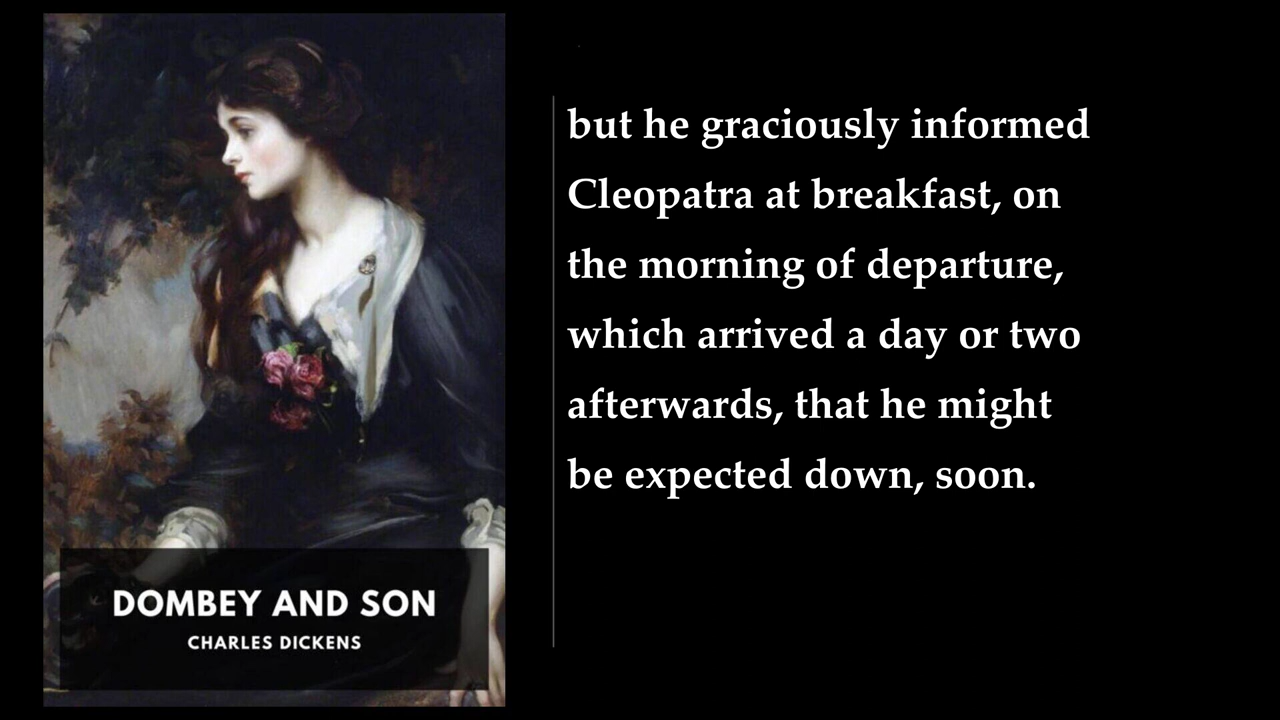 DOMBEY AND SON
CHARLES DICKENS
but he graciously informed
Cleopatra at breakfast, on
the morning of departure,
which arrived a day or two
afterwards, that he might
be expected down, soon.